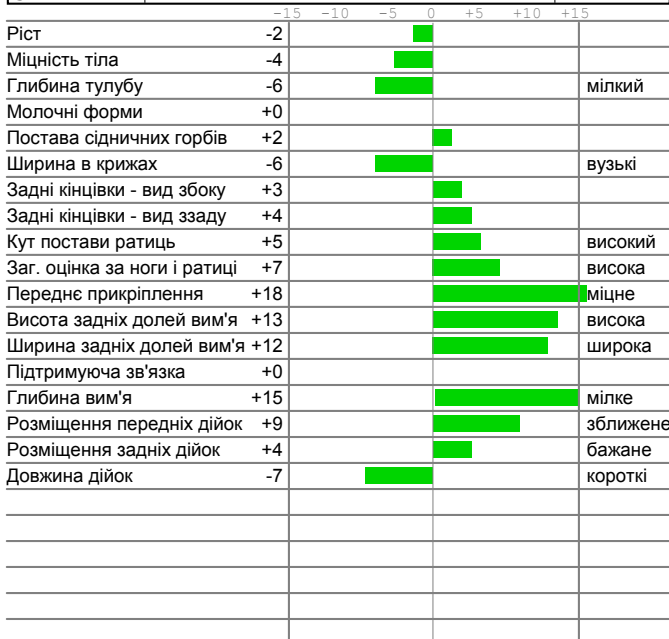 -15 -10 -5 0 +5 +10 +15
Ріст -2
Міцність тіла -4
Глибина тулубу -6 мілкий
Молочні форми +0
Постава сідничних горбів +2
Ширина в крижах -6 вузькі
Задні кінцівки - вид збоку +3
Задні кінцівки - вид ззаду +4
Кут постави ратиць +5 високий
Заг. оцінка за ноги і ратиці +7 висока
Переднє прикріплення +18 міцне
Висота задніх долей вим'я +13 висока
Ширина задніх долей вим'я +12 широка
Підтримуюча зв'язка +0
Глибина вим'я +15 мілке
Розміщення передніх дійок +9 зближене
Розміщення задніх дійок +4 бажане
Довжина дійок -7 короткі